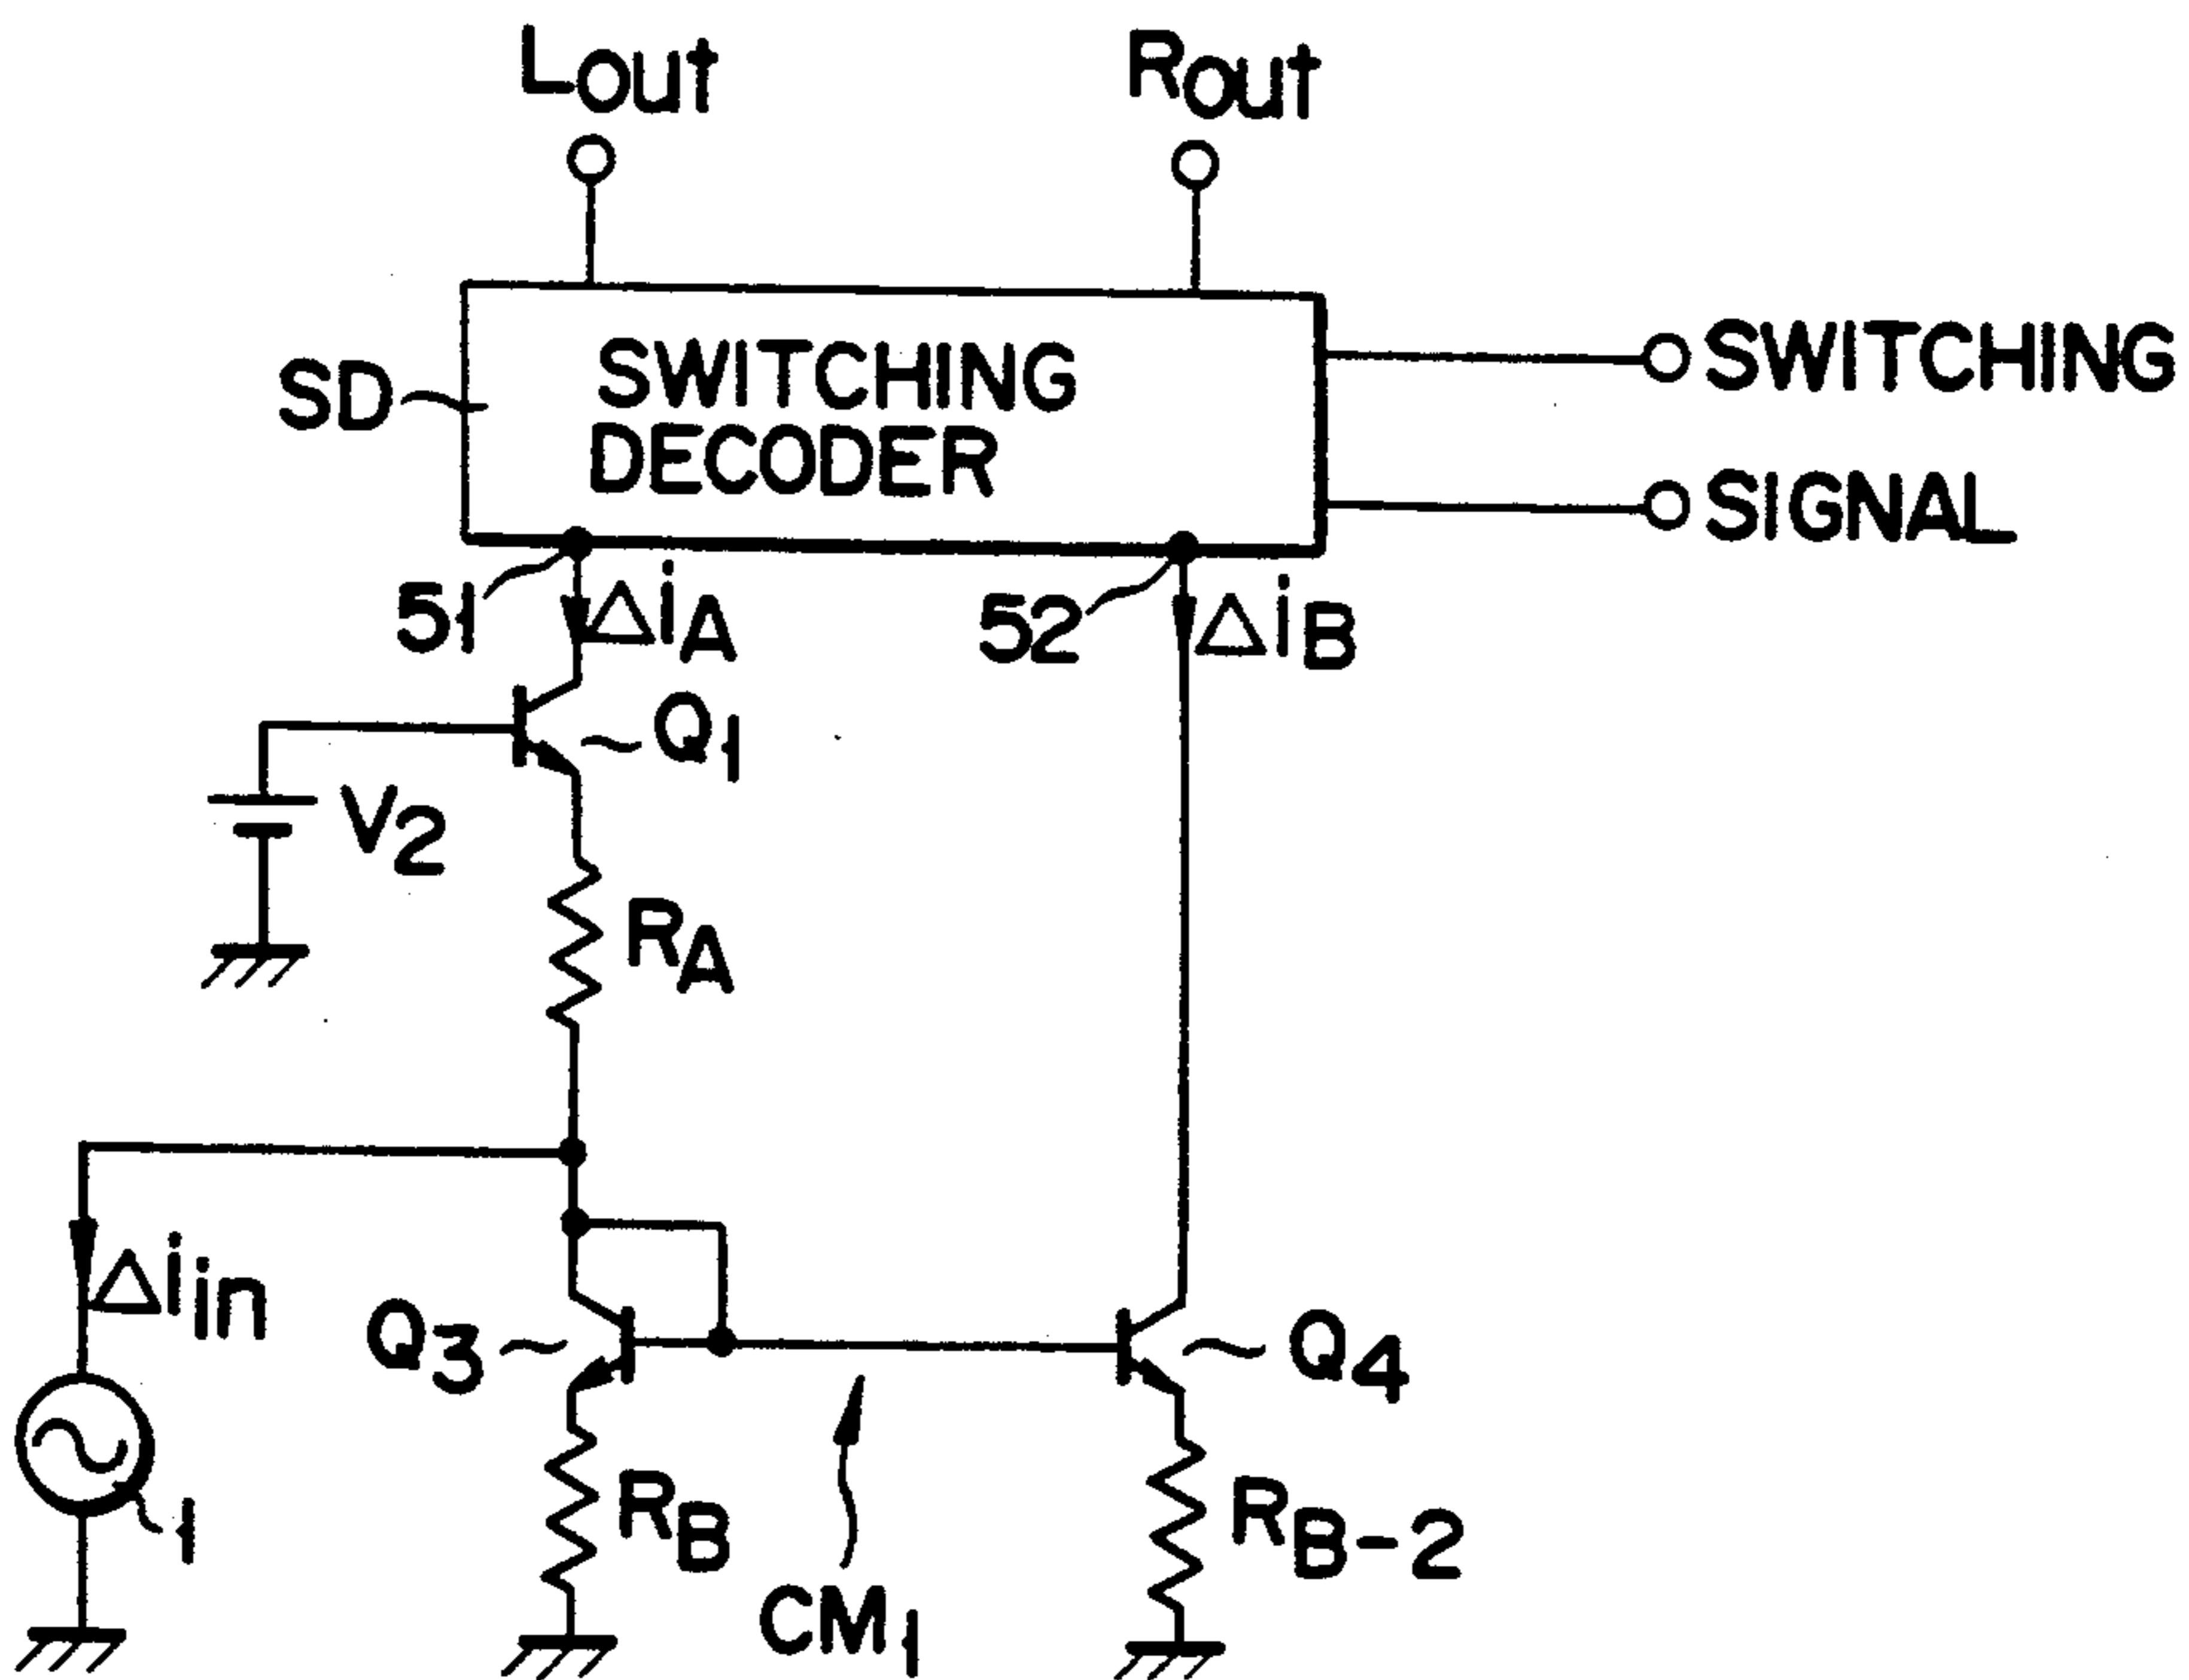 Lout
Rout
SD
SWITCHING
DECODER
SWITCHING
SIGNAL
51
ΔiA
52
ΔiB
Q1
V2
RA
Δiin
Q3
Q4
1
RB
RB-2
CM1